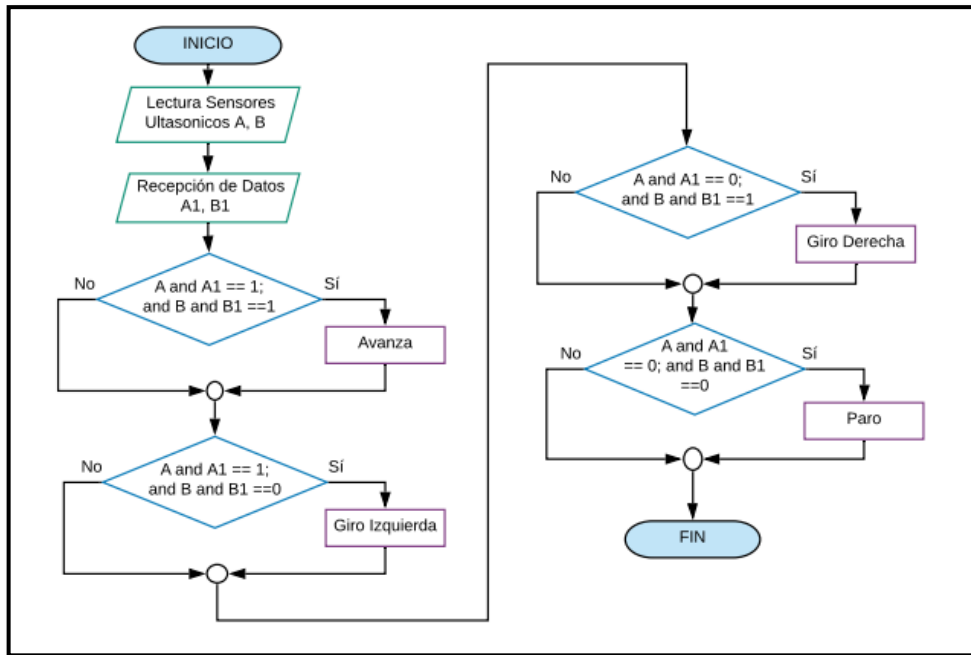 INICIO
Lectura Sensores
Ultasonicos A, B
Recepción de Datos
A1, B1
A and A1 == 1;
and B and B1 ==1
No
Sí
Avanza
A and A1 == 1;
and B and B1 ==0
No
Sí
Giro Izquierda
A and A1 == 0;
and B and B1 ==1
No
Sí
Giro Derecha
A and A1
== 0; and B and B1
==0
No
Sí
Paro
FIN